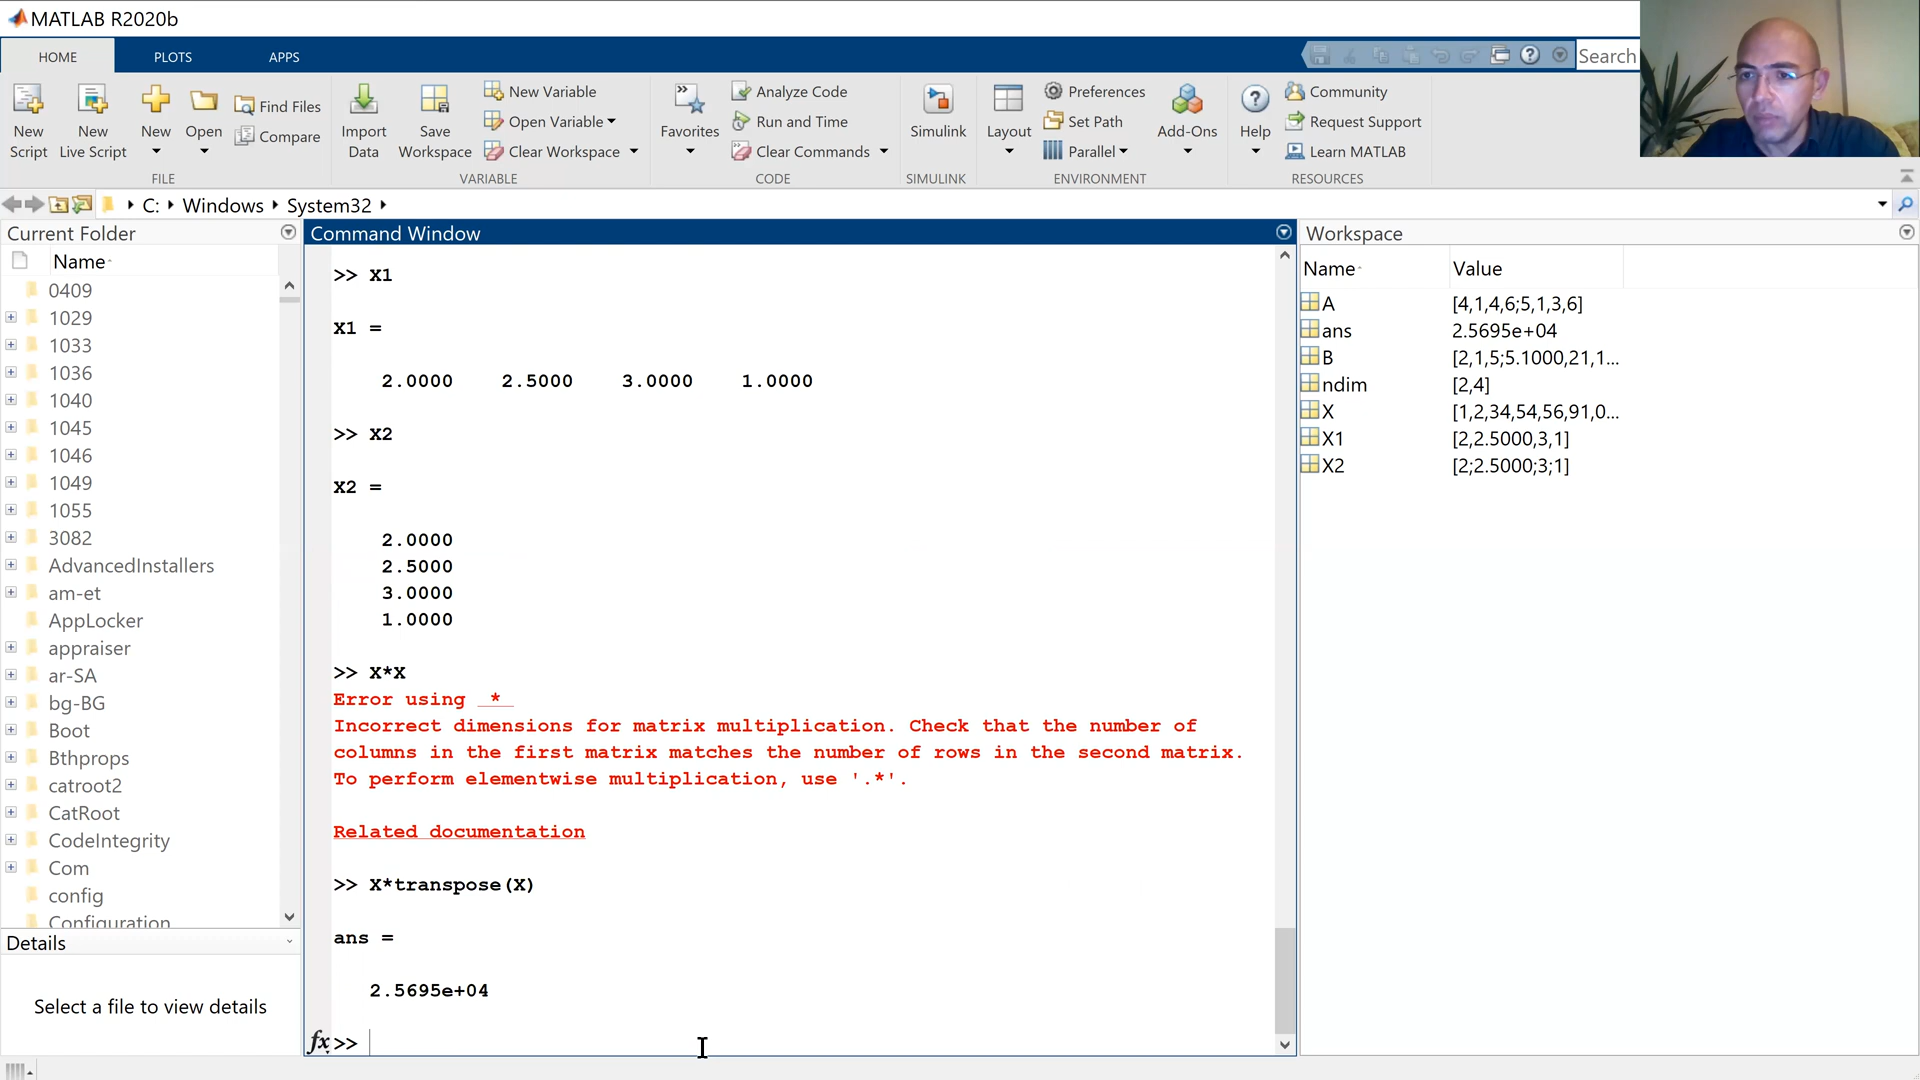 MATLAB R2020b
HOME PLOTS APPS
Search
New Script
New Live Script
New
Open
Find Files
Compare
FILE
Import Data
Save Workspace
New Variable
Open Variable
Clear Workspace
VARIABLE
Favorites
Analyze Code
Run and Time
Clear Commands
CODE
Simulink
SIMULINK
Layout
Preferences
Set Path
Parallel
Add-Ons
ENVIRONMENT
Help
Community
Request Support
Learn MATLAB
RESOURCES
C: Windows System32
Current Folder
Name
0409
1029
1033
1036
1040
1045
1046
1049
1055
3082
AdvancedInstallers
am-et
AppLocker
appraiser
ar-SA
bg-BG
Boot
Bthprops
catroot2
CatRoot
CodeIntegrity
Com
config
Configuration
Details
Select a file to view details
Command Window
>> X1
X1 =
2.0000 2.5000 3.0000 1.0000
>> X2
X2 =
2.0000
2.5000
3.0000
1.0000
>> X*X
Error using *
Incorrect dimensions for matrix multiplication. Check that the number of
columns in the first matrix matches the number of rows in the second matrix.
To perform elementwise multiplication, use '.*'.
Related documentation
>> X*transpose(X)
ans =
2.5695e+04
fx >>
Workspace
Name Value
A [4,1,4,6;5,1,3,6]
ans 2.5695e+04
B [2,1,5;5.1000,21,1...
ndim [2,4]
X [1,2,34,54,56,91,0...
X1 [2,2.5000,3,1]
X2 [2;2.5000;3;1]